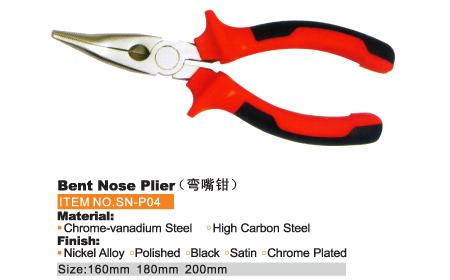 Bent Nose Plier（弯嘴钳）
ITEM NO.SN-P04
Material:
▪Chrome-vanadium Steel ▫High Carbon Steel
Finish:
▪Nickel Alloy ▫Polished ▫Black ▫Satin ▫Chrome Plated
Size:160mm 180mm 200mm